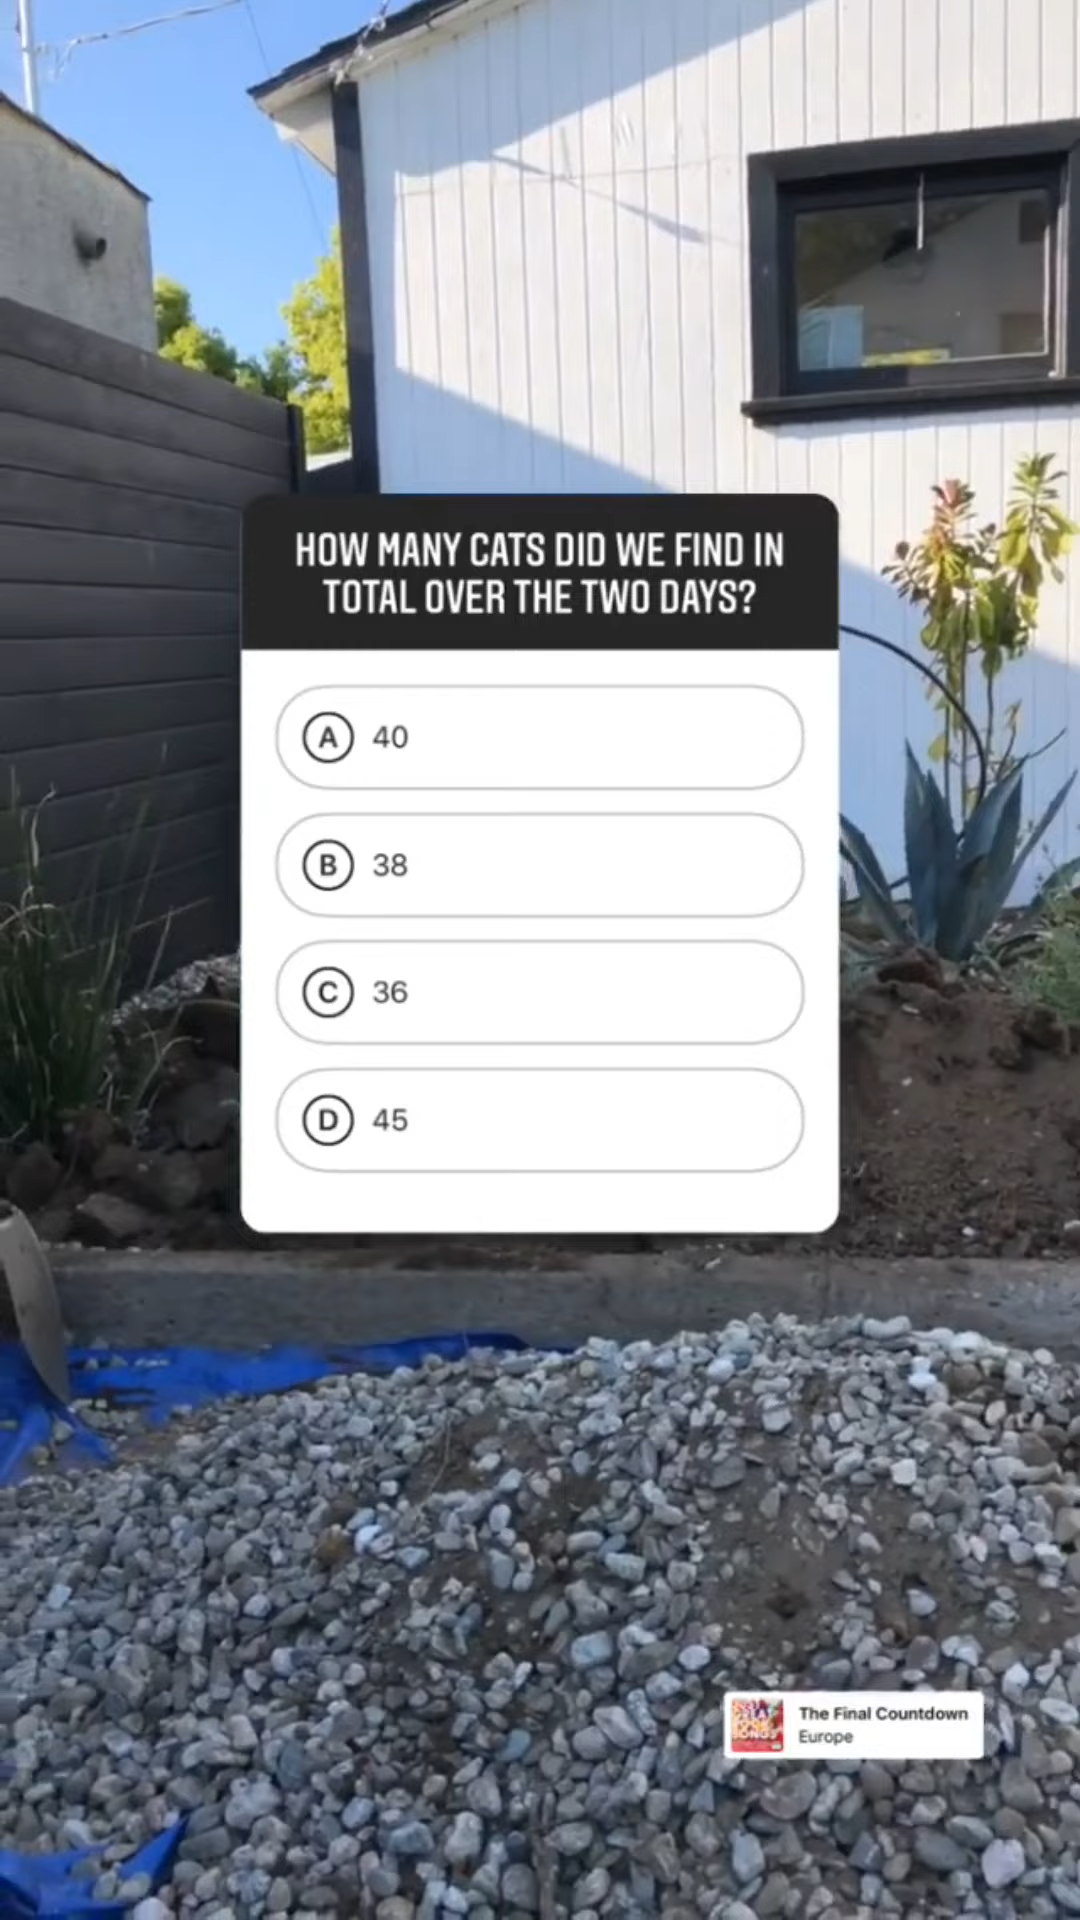 HOW MANY CATS DID WE FIND IN
TOTAL OVER THE TWO DAYS?
A 40
B 38
C 36
D 45
The Final Countdown
Europe